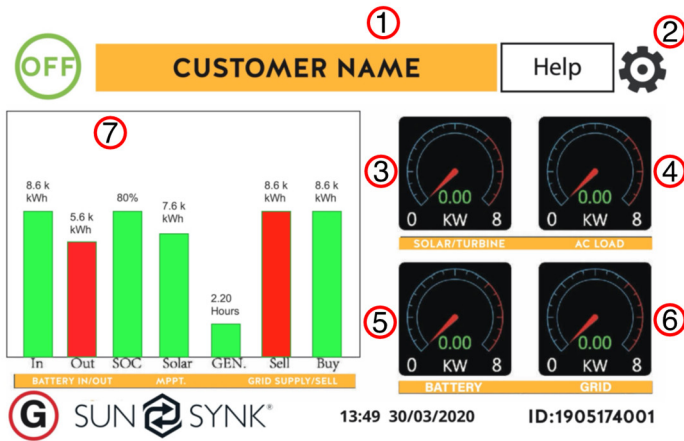 1
2
OFF
CUSTOMER NAME
Help
7
8.6 k
kWh
5.6 k
kWh
80%
7.6 k
kWh
2.20
Hours
8.6 k
kWh
8.6 k
kWh
In Out SOC Solar GEN. Sell Buy
BATTERY IN/OUT MPPT. GRID SUPPLY/SELL
3
0.00
0 KW 8
4
0.00
0 KW 8
SOLAR/TURBINE AC LOAD
5
0.00
0 KW 8
6
0.00
0 KW 8
BATTERY GRID
G SUN SYNK®
13:49 30/03/2020
ID:1905174001